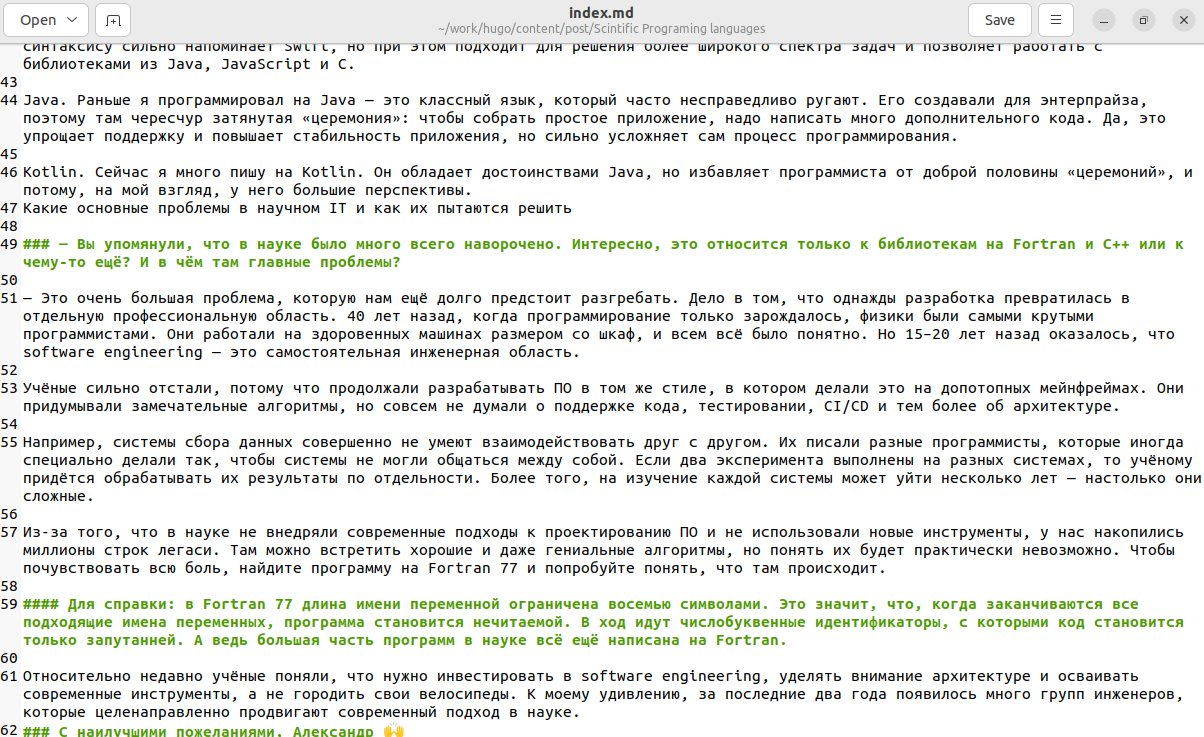 Open
index.md
~/work/hugo/content/post/Scintific Programing languages
Save
синтаксису сильно напоминает Swift, но при этом подходит для решения более широкого спектра задач и позволяет работать с
библиотеками из Java, JavaScript и C.
43
44 Java. Раньше я программировал на Java — это классный язык, который часто несправедливо ругают. Его создавали для энтерпрайза,
поэтому там чересчур затянутая «церемония»: чтобы собрать простое приложение, надо написать много дополнительного кода. Да, это
упрощает поддержку и повышает стабильность приложения, но сильно усложняет сам процесс программирования.
45
46 Kotlin. Сейчас я много пишу на Kotlin. Он обладает достоинствами Java, но избавляет программиста от доброй половины «церемоний», и
потому, на мой взгляд, у него большие перспективы.
47 Какие основные проблемы в научном IT и как их пытаются решить
48
49 ### — Вы упомянули, что в науке было много всего наворочено. Интересно, это относится только к библиотекам на Fortran и C++ или к
чему-то ещё? И в чём там главные проблемы?
50
51 — Это очень большая проблема, которую нам ещё долго предстоит разгребать. Дело в том, что однажды разработка превратилась в
отдельную профессиональную область. 40 лет назад, когда программирование только зарождалось, физики были самыми крутыми
программистами. Они работали на здоровенных машинах размером со шкаф, и всем всё было понятно. Но 15–20 лет назад оказалось, что
software engineering — это самостоятельная инженерная область.
52
53 Учёные сильно отстали, потому что продолжали разрабатывать ПО в том же стиле, в котором делали это на допотопных мейнфреймах. Они
придумывали замечательные алгоритмы, но совсем не думали о поддержке кода, тестировании, CI/CD и тем более об архитектуре.
54
55 Например, системы сбора данных совершенно не умеют взаимодействовать друг с другом. Их писали разные программисты, которые иногда
специально делали так, чтобы системы не могли общаться между собой. Если два эксперимента выполнены на разных системах, то учёному
придётся обрабатывать их результаты по отдельности. Более того, на изучение каждой системы может уйти несколько лет — настолько они
сложные.
56
57 Из-за того, что в науке не внедряли современные подходы к проектированию ПО и не использовали новые инструменты, у нас накопились
миллионы строк легаси. Там можно встретить хорошие и даже гениальные алгоритмы, но понять их будет практически невозможно. Чтобы
почувствовать всю боль, найдите программу на Fortran 77 и попробуйте понять, что там происходит.
58
59 #### Для справки: в Fortran 77 длина имени переменной ограничена восемью символами. Это значит, что, когда заканчиваются все
подходящие имена переменных, программа становится нечитаемой. В ход идут числобуквенные идентификаторы, с которыми код становится
только запутанней. А ведь большая часть программ в науке всё ещё написана на Fortran.
60
61 Относительно недавно учёные поняли, что нужно инвестировать в software engineering, уделять внимание архитектуре и осваивать
современные инструменты, а не городить свои велосипеды. К моему удивлению, за последние два года появилось много групп инженеров,
которые целенаправленно продвигают современный подход в науке.
62 ### С наилучшими пожеланиями, Александр 🙌